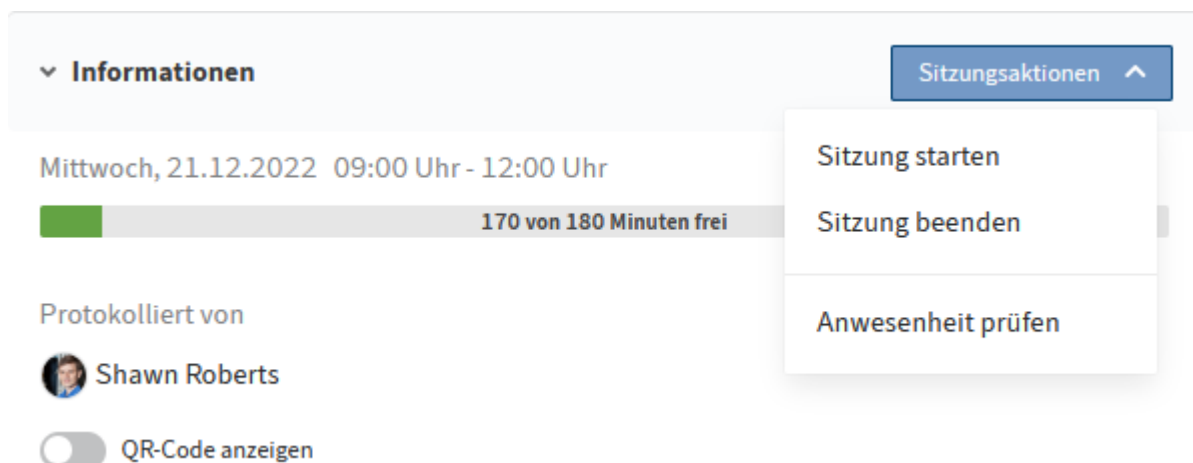 Informationen
Sitzungsaktionen
Mittwoch, 21.12.2022 09:00 Uhr - 12:00 Uhr
170 von 180 Minuten frei
Sitzung starten
Sitzung beenden
Anwesenheit prüfen
Protokolliert von
Shawn Roberts
QR-Code anzeigen